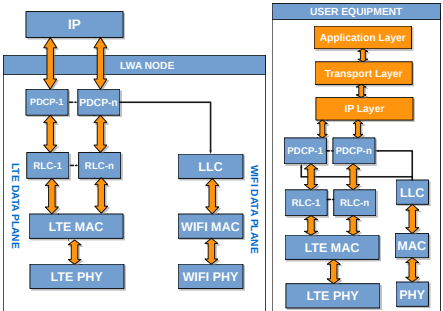 IP
LWA NODE
PDCP-1
PDCP-n
RLC-1
RLC-n
LTE DATA PLANE
LTE MAC
LTE PHY
LLC
WIFI MAC
WIFI PHY
WIFI DATA PLANE
USER EQUIPMENT
Application Layer
Transport Layer
IP Layer
PDCP-1
PDCP-n
RLC-1
RLC-n
LTE MAC
LTE PHY
LLC
MAC
PHY